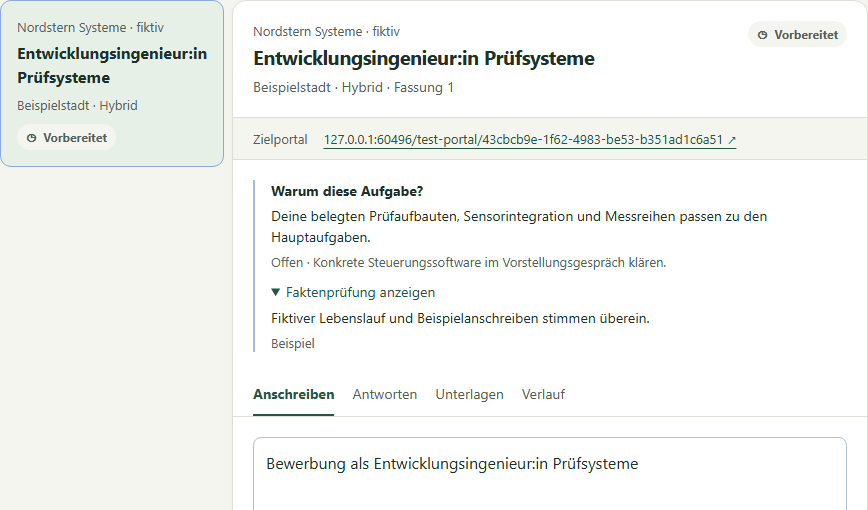 Nordstern Systeme · fiktiv
Entwicklungsingenieur:in
Prüfsysteme
Beispielstadt · Hybrid
Vorbereitet
Nordstern Systeme · fiktiv
Entwicklungsingenieur:in Prüfsysteme
Beispielstadt · Hybrid · Fassung 1
Vorbereitet
Zielportal 127.0.0.1:60496/test-portal/43cbcb9e-1f62-4983-be53-b351ad1c6a51 ↗
Warum diese Aufgabe?
Deine belegten Prüfaufbauten, Sensorintegration und Messreihen passen zu den
Hauptaufgaben.
Offen · Konkrete Steuerungssoftware im Vorstellungsgespräch klären.
▼ Faktenprüfung anzeigen
Fiktiver Lebenslauf und Beispielanschreiben stimmen überein.
Beispiel
Anschreiben Antworten Unterlagen Verlauf
Bewerbung als Entwicklungsingenieur:in Prüfsysteme